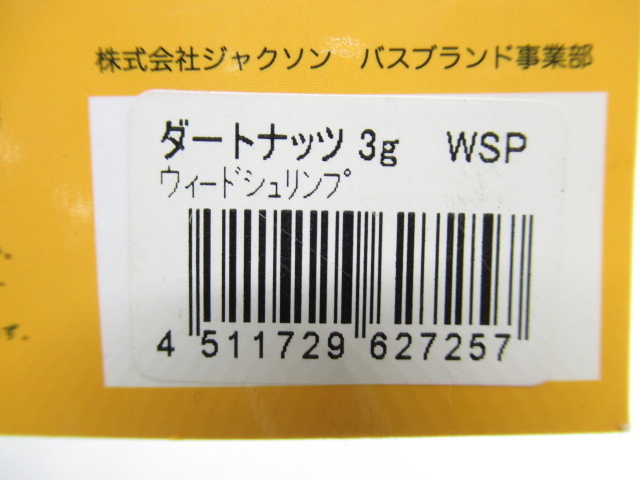 株式会社ジャクソン　バスブランド事業部
ダートナッツ 3g　WSP
ウィードシュリンプ
4 511729 627257